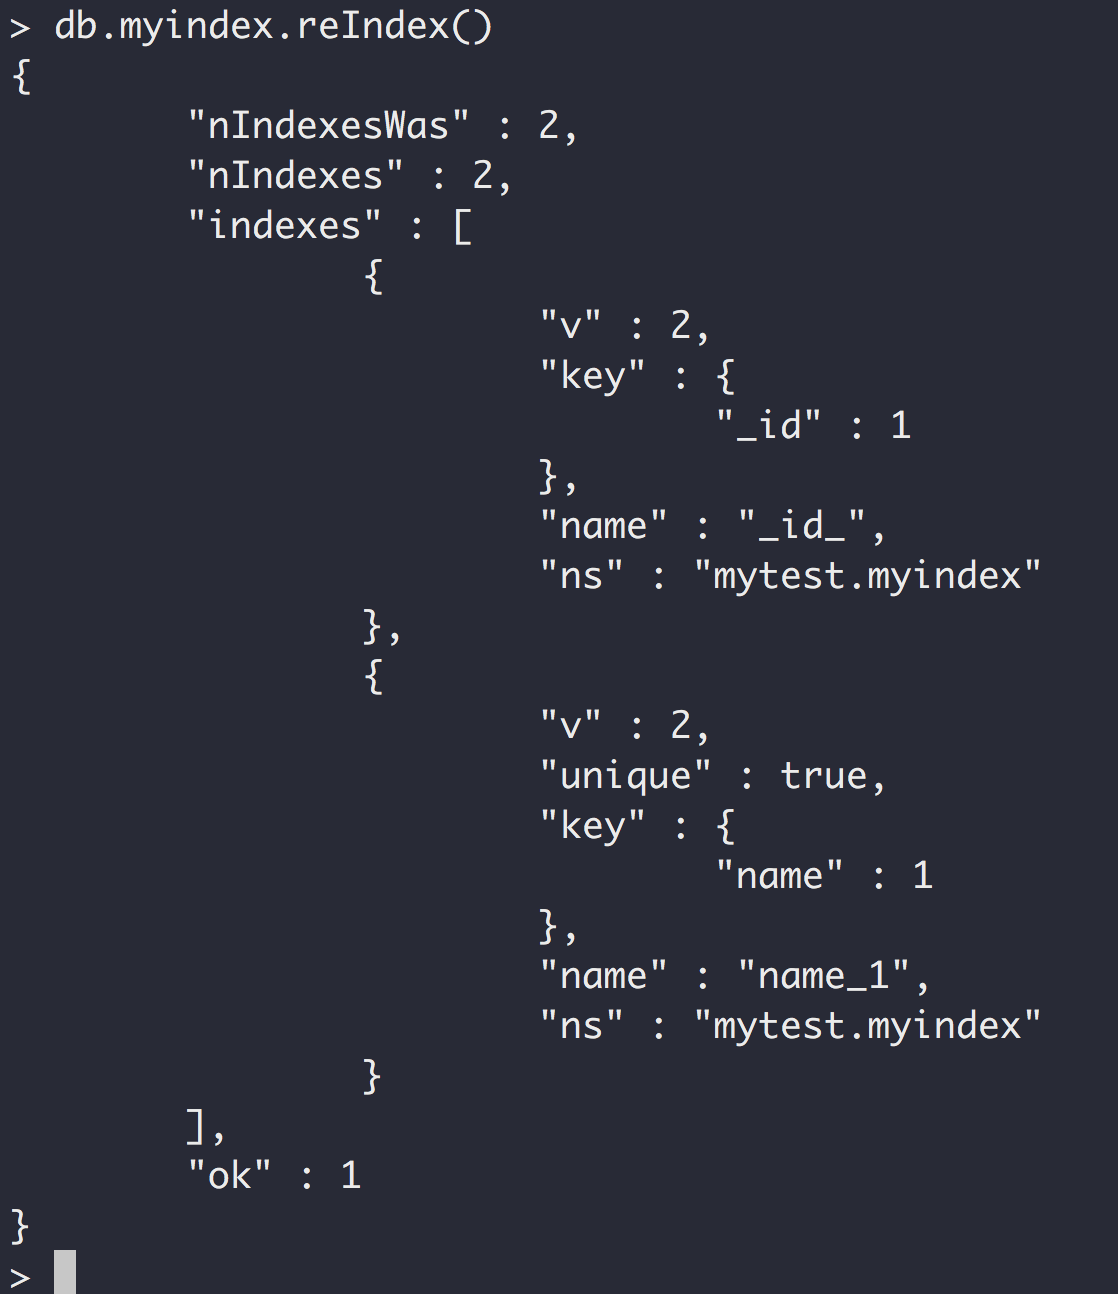 > db.myindex.reIndex()
{
"nIndexesWas" : 2,
"nIndexes" : 2,
"indexes" : [
{
"v" : 2,
"key" : {
"_id" : 1
},
"name" : "_id_",
"ns" : "mytest.myindex"
},
{
"v" : 2,
"unique" : true,
"key" : {
"name" : 1
},
"name" : "name_1",
"ns" : "mytest.myindex"
}
],
"ok" : 1
}
>